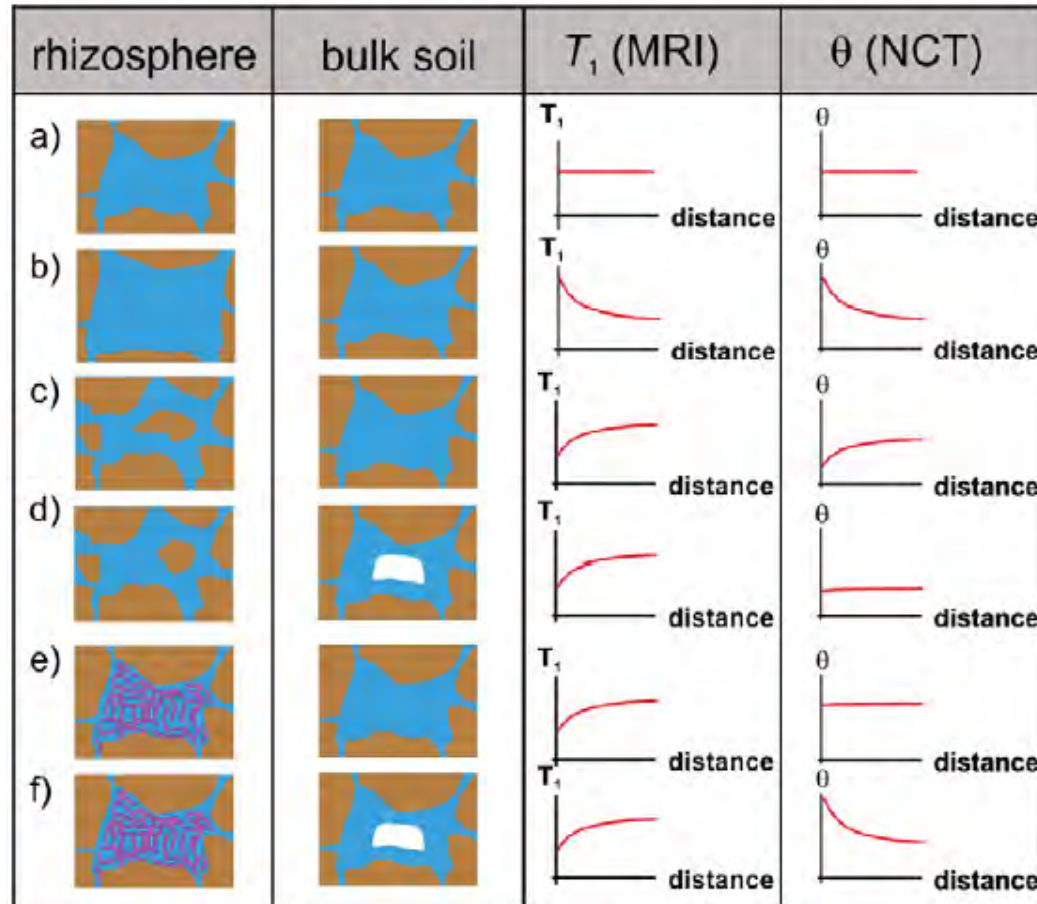 rhizosphere bulk soil T₁ (MRI) θ (NCT)
a) T₁ θ
distance distance
b) T₁ θ
distance distance
c) T₁ θ
distance distance
d) T₁ θ
distance distance
e) T₁ θ
distance distance
f) T₁ θ
distance distance